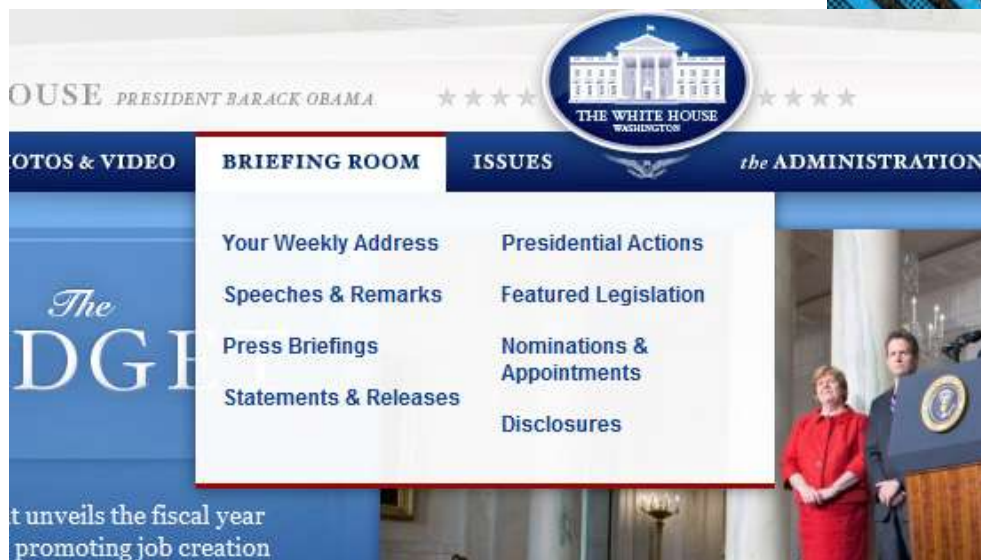 OUSE PRESIDENT BARACK OBAMA
THE WHITE HOUSE
WASHINGTON
OTOS & VIDEO BRIEFING ROOM ISSUES the ADMINISTRATION
Your Weekly Address
Speeches & Remarks
Press Briefings
Statements & Releases
Presidential Actions
Featured Legislation
Nominations &
Appointments
Disclosures
The
DGET
t unveils the fiscal year
promoting job creation